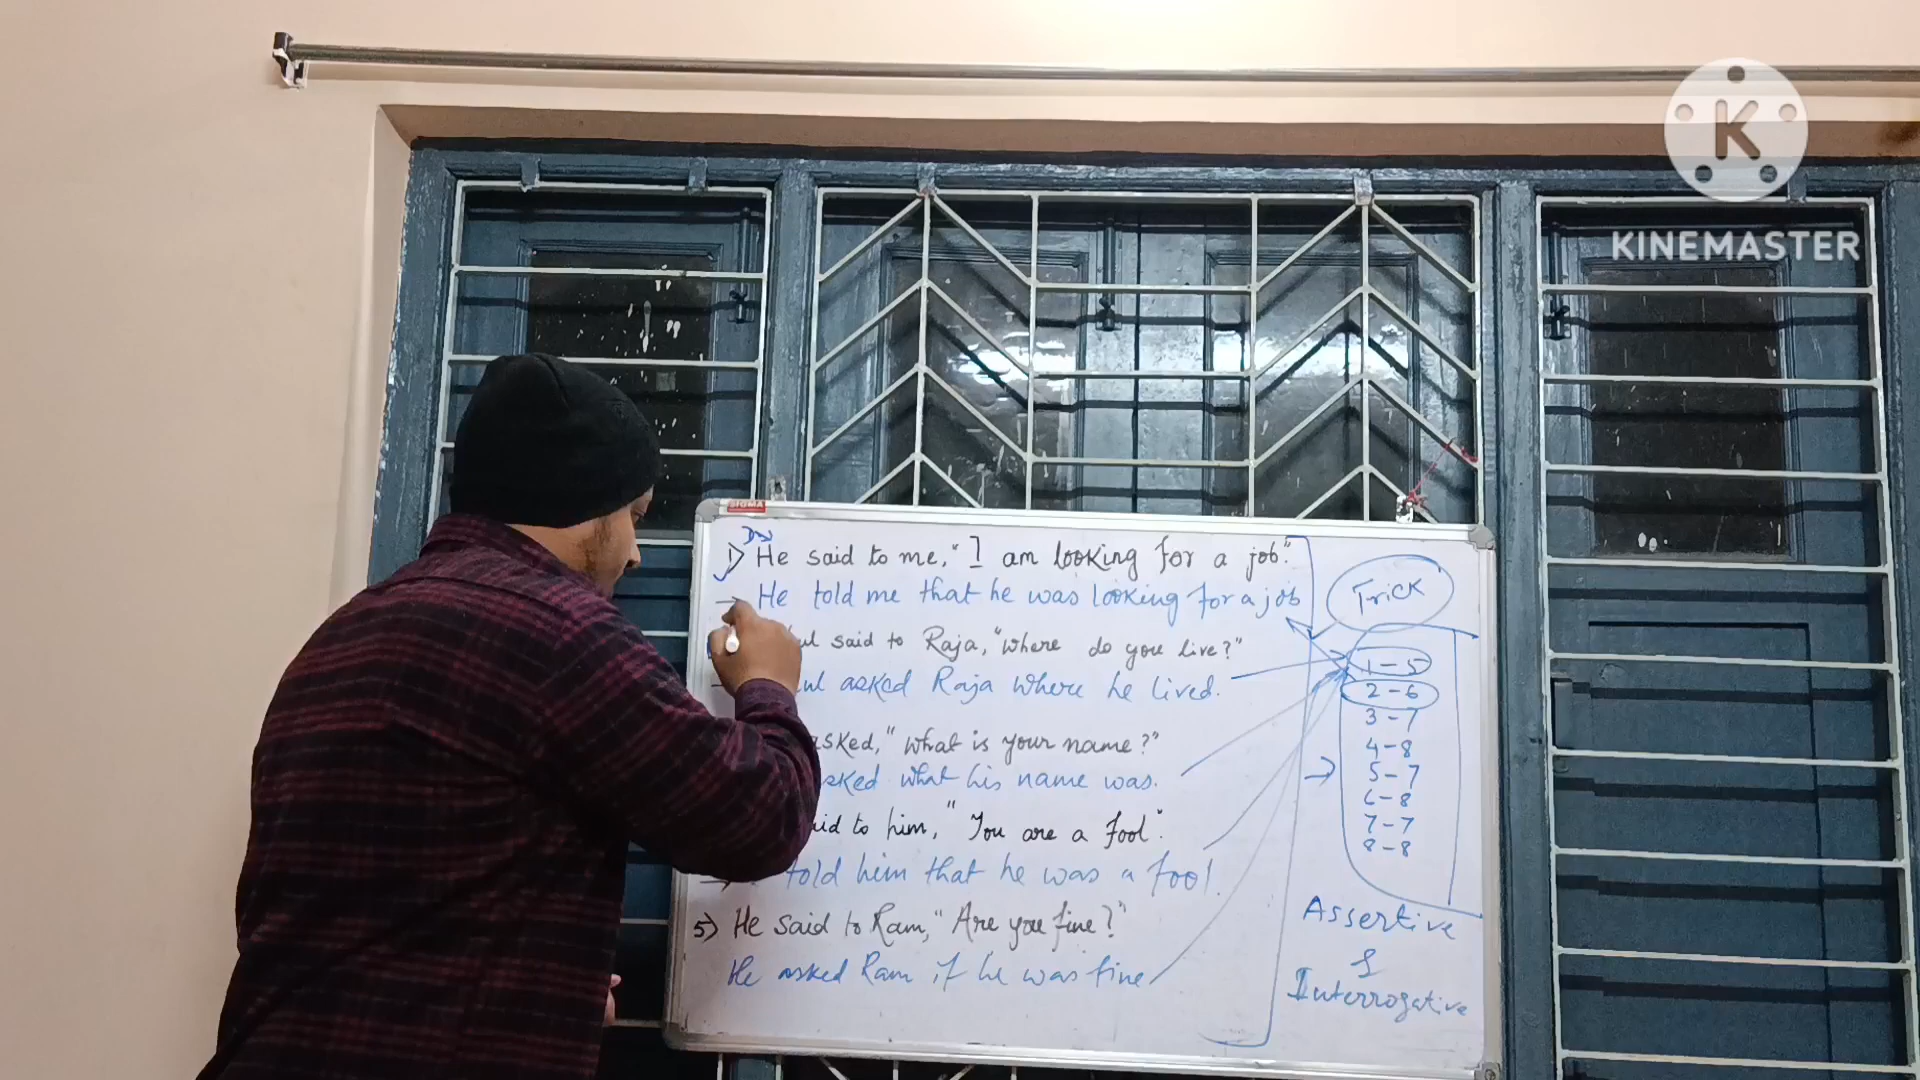 KINEMASTER
SIGMA
1) He said to me, "I am looking for a job."
→ He told me that he was looking for a job
said to Raja, "Where do you live?"
asked Raja where he lived.
asked, "What is your name?"
asked what his name was.
to him, "You are a fool".
→ told him that he was a fool.
5) He said to Ram, "Are you fine?"
He asked Ram if he was fine
Trick
1-5
2-6
3-7
4-8
→ 5-7
6-8
7-7
8-8
Assertive
Interrogative